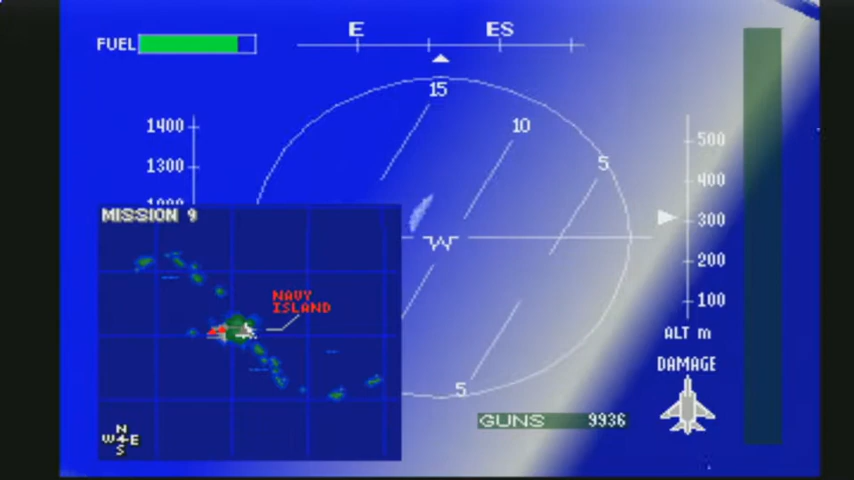 E ES
FUEL
15
1400
10
500
1300
5
400
MISSION 9
300
NAVY
ISLAND
200
100
ALT m
DAMAGE
5
GUNS 9936
N
W E
S